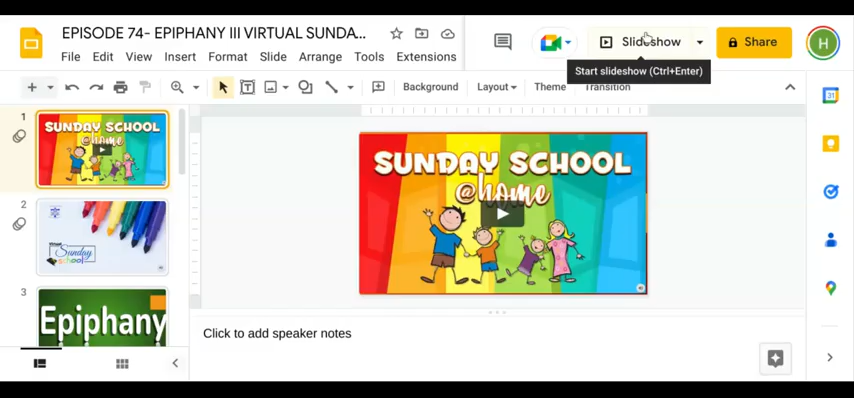 EPISODE 74- EPIPHANY III VIRTUAL SUNDA...
File Edit View Insert Format Slide Arrange Tools Extensions
Slideshow
Share
H
Start slideshow (Ctrl+Enter)
Background Layout Theme Transition
31
1
SUNDAY SCHOOL
@home
2
Virtual
Sunday
school
3
Epiphany
SUNDAY SCHOOL
@home
Click to add speaker notes